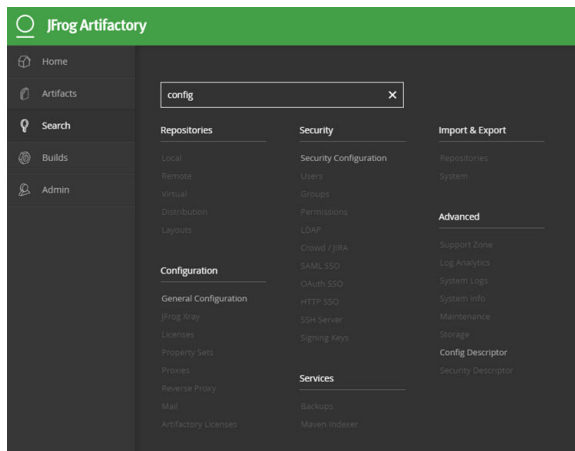 JFrog Artifactory
Home
Artifacts
Search
Builds
Admin
config
Repositories
Local
Remote
Virtual
Distribution
Layouts
Configuration
General Configuration
JFrog Xray
Licenses
Property Sets
Proxies
Reverse Proxy
Mail
Artifactory Licenses
Security
Security Configuration
Users
Groups
Permissions
LDAP
Crowd / JIRA
SAML SSO
OAuth SSO
HTTP SSO
SSH Server
Signing Keys
Services
Backups
Maven Indexer
Import & Export
Repositories
System
Advanced
Support Zone
Log Analytics
System Logs
System Info
Maintenance
Storage
Config Descriptor
Security Descriptor